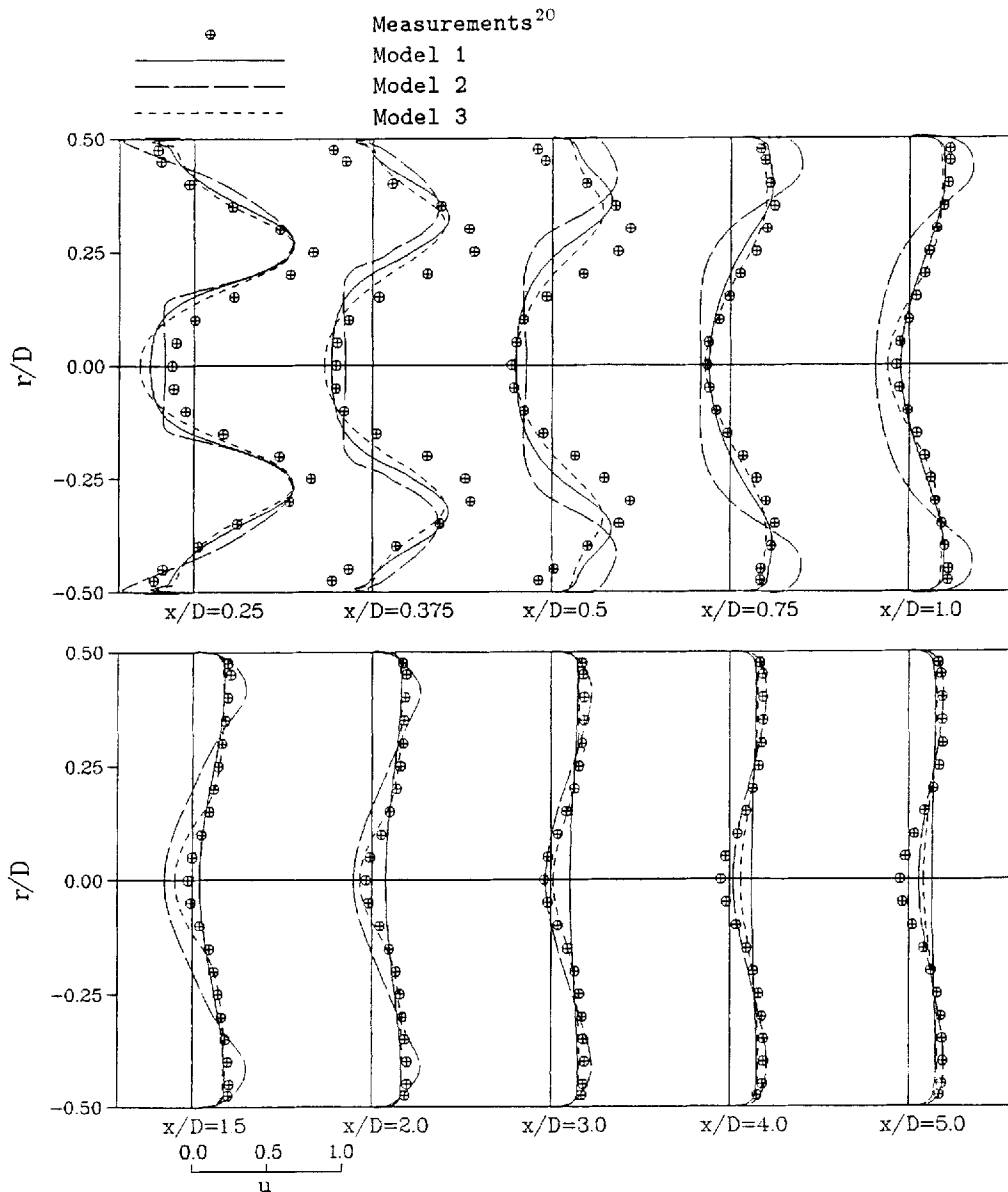 Measurements20
Model 1
Model 2
Model 3
0.50
0.25
0.00
-0.25
-0.50
r/D
x/D=0.25
x/D=0.375
x/D=0.5
x/D=0.75
x/D=1.0
0.50
0.25
0.00
-0.25
-0.50
r/D
x/D=1.5
x/D=2.0
x/D=3.0
x/D=4.0
x/D=5.0
0.0
0.5
1.0
u